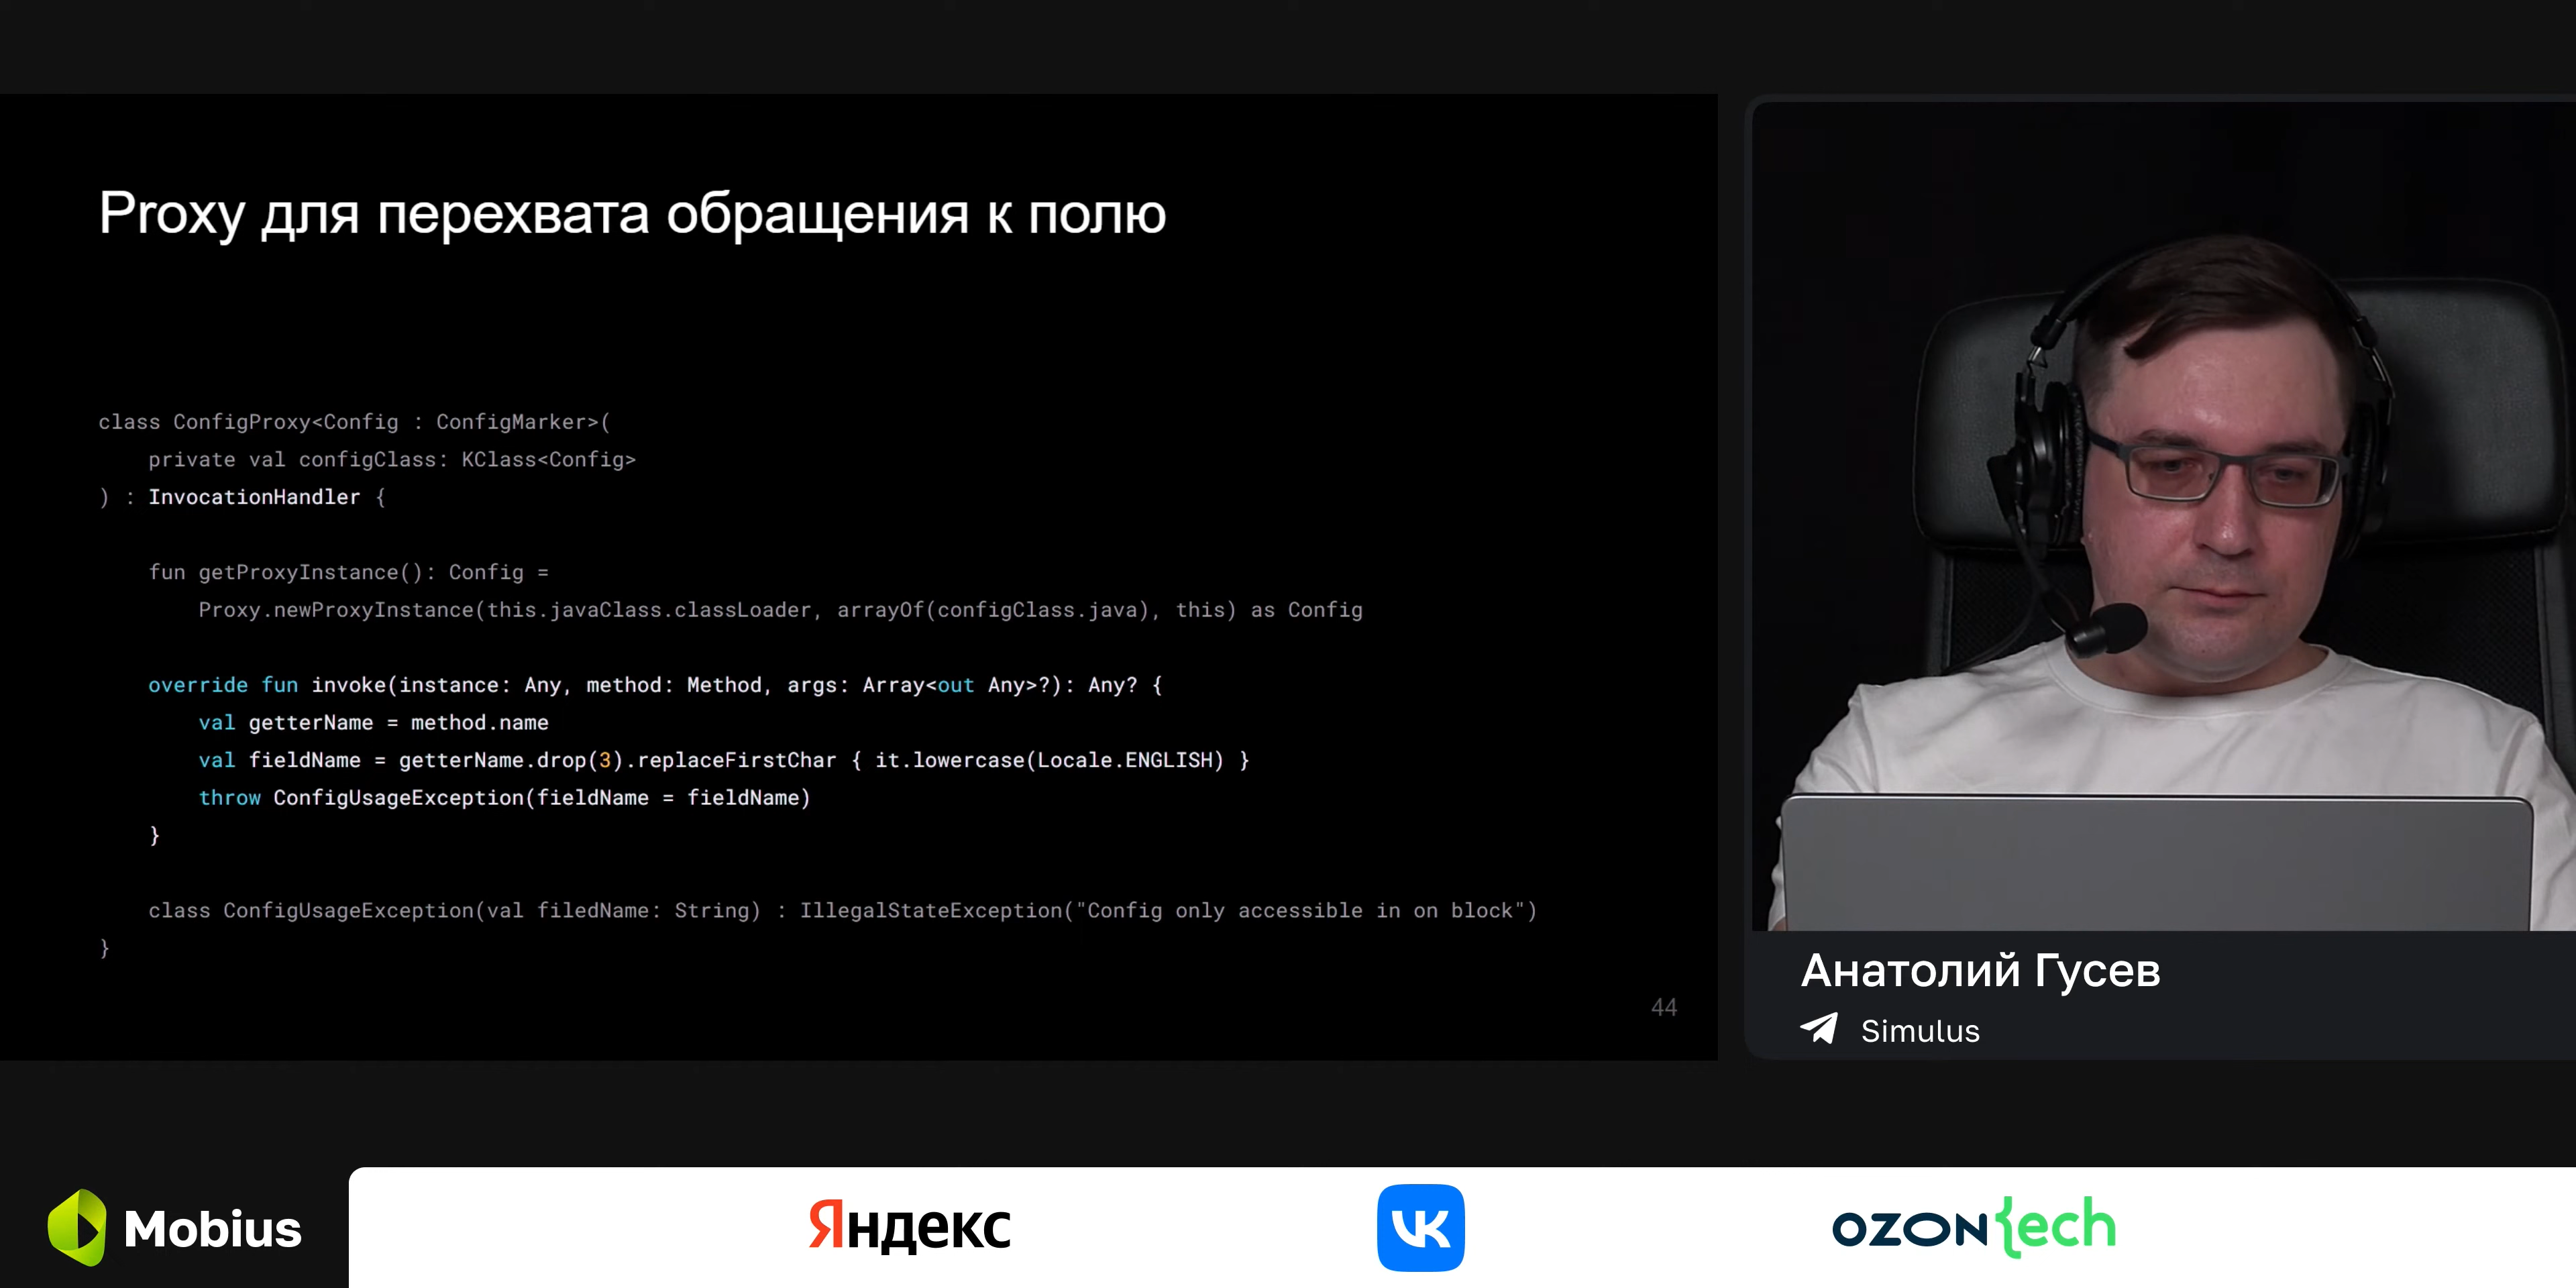 Proxy для перехвата обращения к полю
class ConfigProxy<Config : ConfigMarker>(
    private val configClass: KClass<Config>
) : InvocationHandler {
    fun getProxyInstance(): Config =
        Proxy.newProxyInstance(this.javaClass.classLoader, arrayOf(configClass.java), this) as Config
    override fun invoke(instance: Any, method: Method, args: Array<out Any>?): Any? {
        val getterName = method.name
        val fieldName = getterName.drop(3).replaceFirstChar { it.lowercase(Locale.ENGLISH) }
        throw ConfigUsageException(fieldName = fieldName)
    }
    class ConfigUsageException(val filedName: String) : IllegalStateException("Config only accessible in on block")
}
44
Анатолий Гусев
Simulus
Mobius
Яндекс
VK
ozon{ech